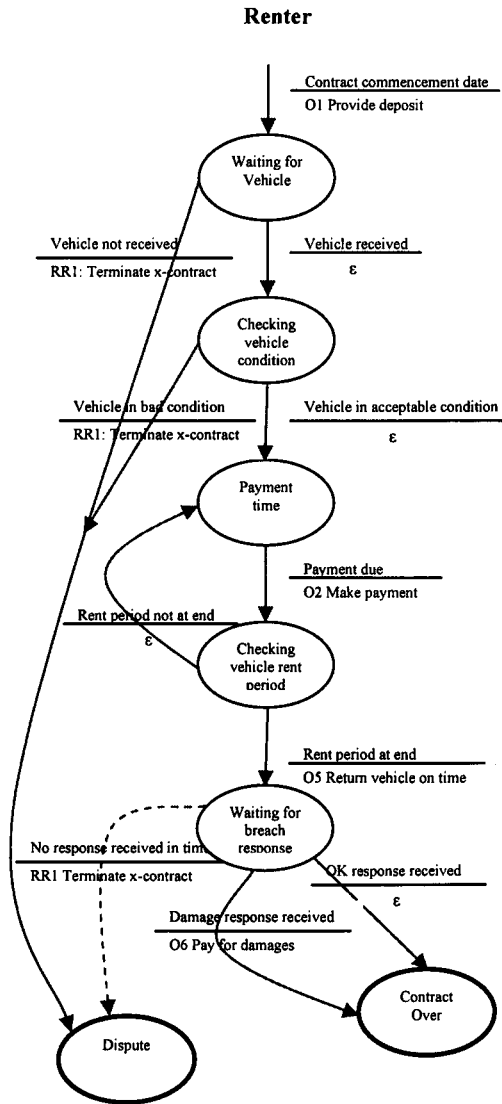 Renter
Contract commencement date
O1 Provide deposit
Waiting for
Vehicle
Vehicle not received
RR1: Terminate x-contract
Vehicle received
ε
Checking
vehicle
condition
Vehicle in bad condition
RR1: Terminate x-contract
Vehicle in acceptable condition
ε
Payment
time
Payment due
O2 Make payment
Rent period not at end
ε
Checking
vehicle rent
period
Rent period at end
O5 Return vehicle on time
Waiting for
breach
response
No response received in time
RR1 Terminate x-contract
OK response received
ε
Damage response received
O6 Pay for damages
Contract
Over
Dispute